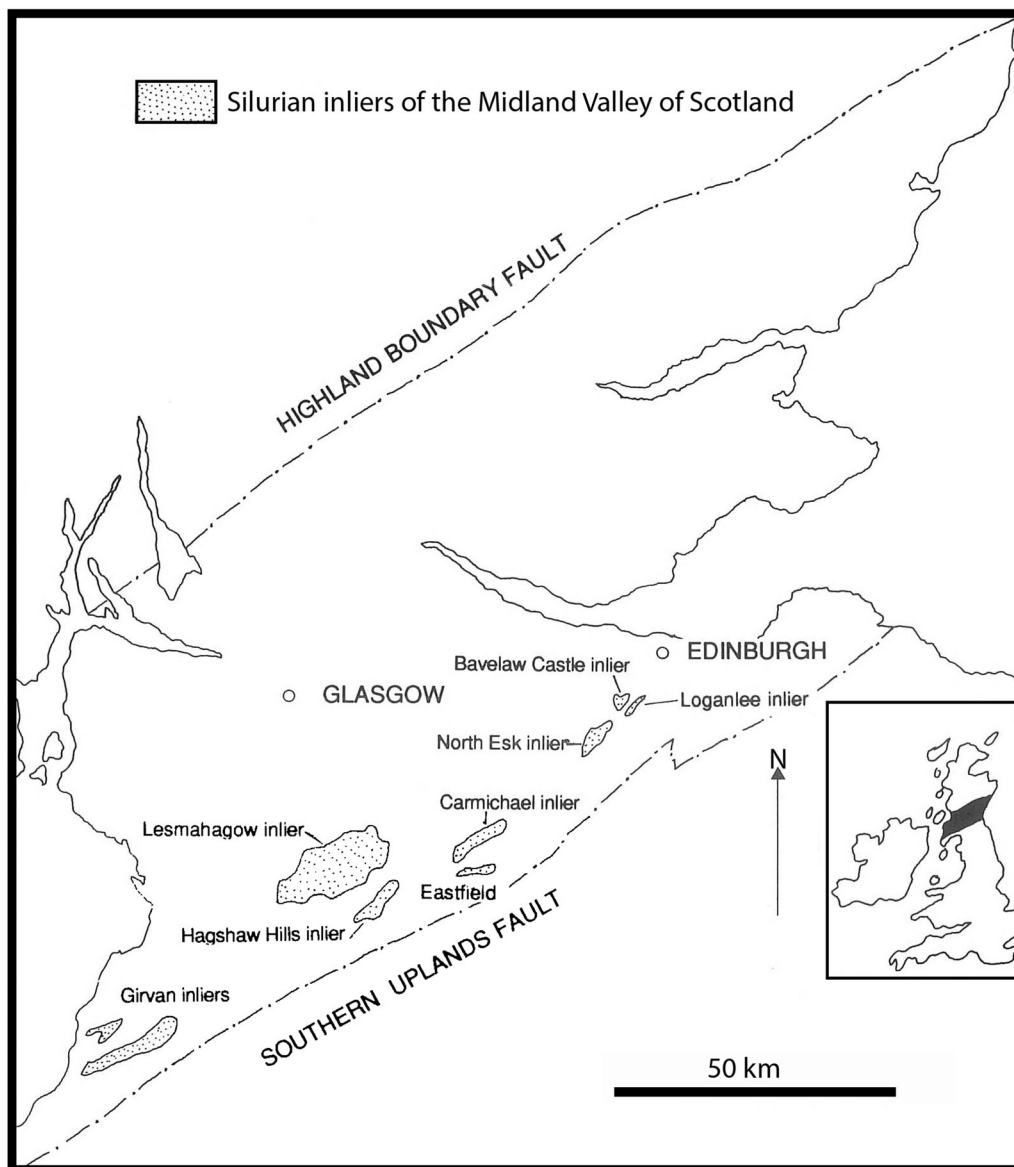 Silurian inliers of the Midland Valley of Scotland
HIGHLAND BOUNDARY FAULT
EDINBURGH
Bavelaw Castle inlier
GLASGOW
Loganlee inlier
North Esk inlier
N
Carmichael inlier
Lesmahagow inlier
Eastfield
Hagshaw Hills inlier
Girvan inliers
SOUTHERN UPLANDS FAULT
50 km